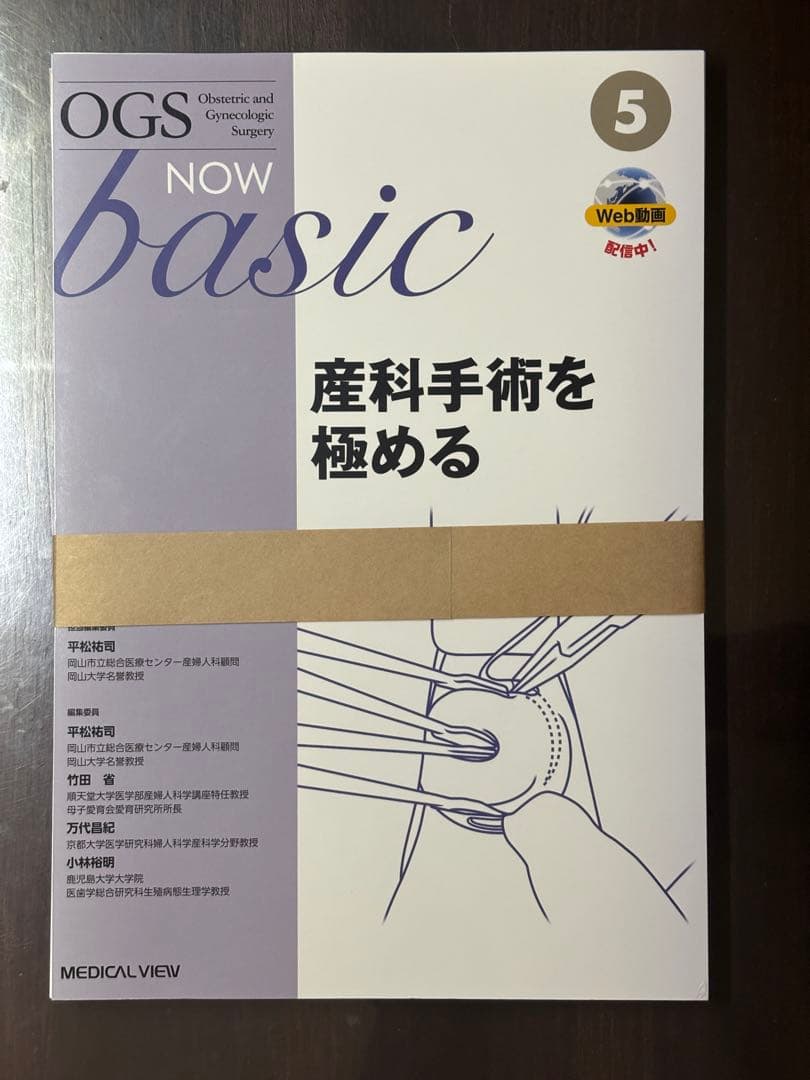 OGS
Obstetric and
Gynecologic
Surgery
NOW
basic
5
Web動画
配信中!
産科手術を
極める
担当編集委員
平松祐司
岡山市立総合医療センター産婦人科顧問
岡山大学名誉教授
編集委員
平松祐司
岡山市立総合医療センター産婦人科顧問
岡山大学名誉教授
竹田 省
順天堂大学医学部産婦人科学講座特任教授
母子愛育会愛育研究所所長
万代昌紀
京都大学医学研究科婦人科学産科学分野教授
小林裕明
鹿児島大学大学院
医歯学総合研究科生殖病態生理学教授
MEDICAL VIEW